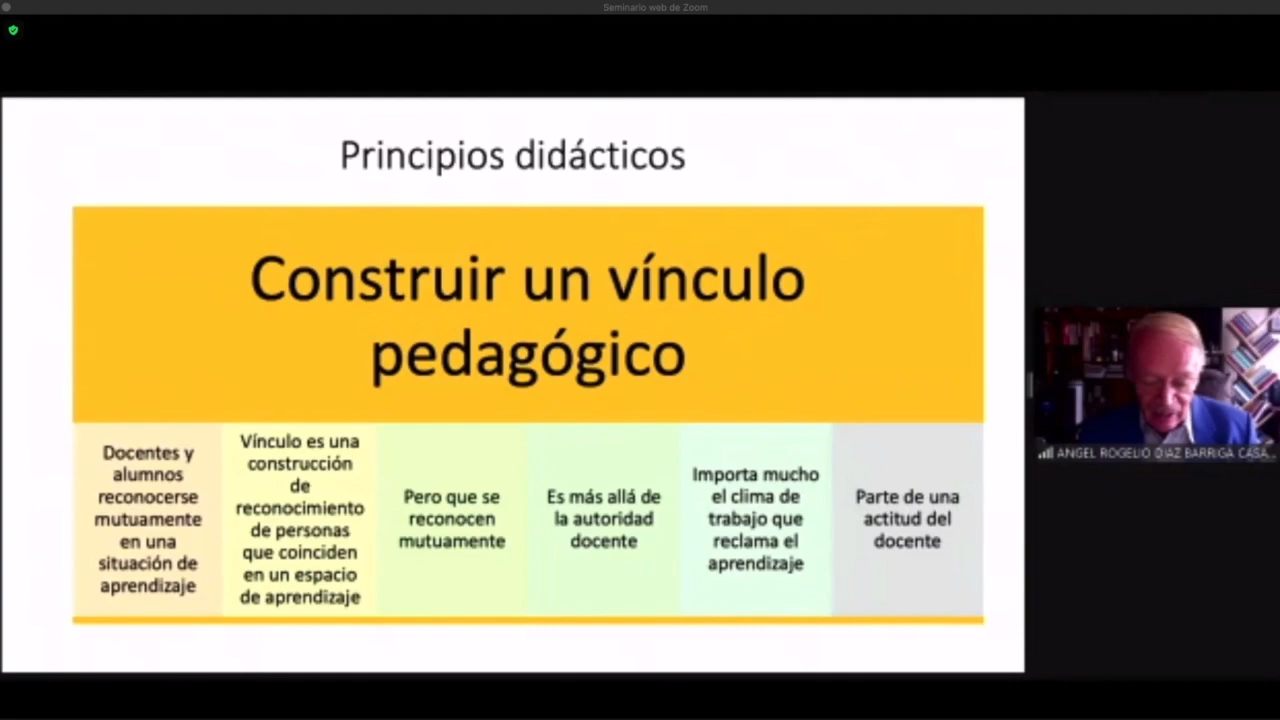 Seminario web de Zoom
Principios didácticos
Construir un vínculo
pedagógico
Docentes y
alumnos
reconocerse
mutuamente
en una
situación de
aprendizaje
Vínculo es una
construcción
de
reconocimiento
de personas
que coinciden
en un espacio
de aprendizaje
Pero que se
reconocen
mutuamente
Es más allá de
la autoridad
docente
Importa mucho
el clima de
trabajo que
reclama el
aprendizaje
Parte de una
actitud del
docente
ANGEL ROGELIO DIAZ BARRIGA CASA...